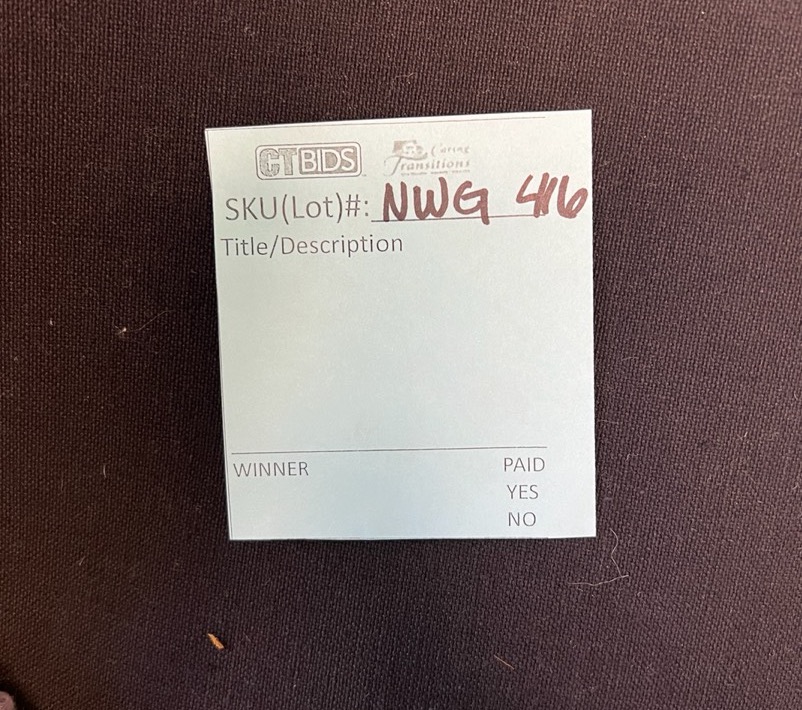 CTBIDS
Caring
Transitions
SKU(Lot)#: NWG 416
Title/Description
WINNER
PAID
YES
NO